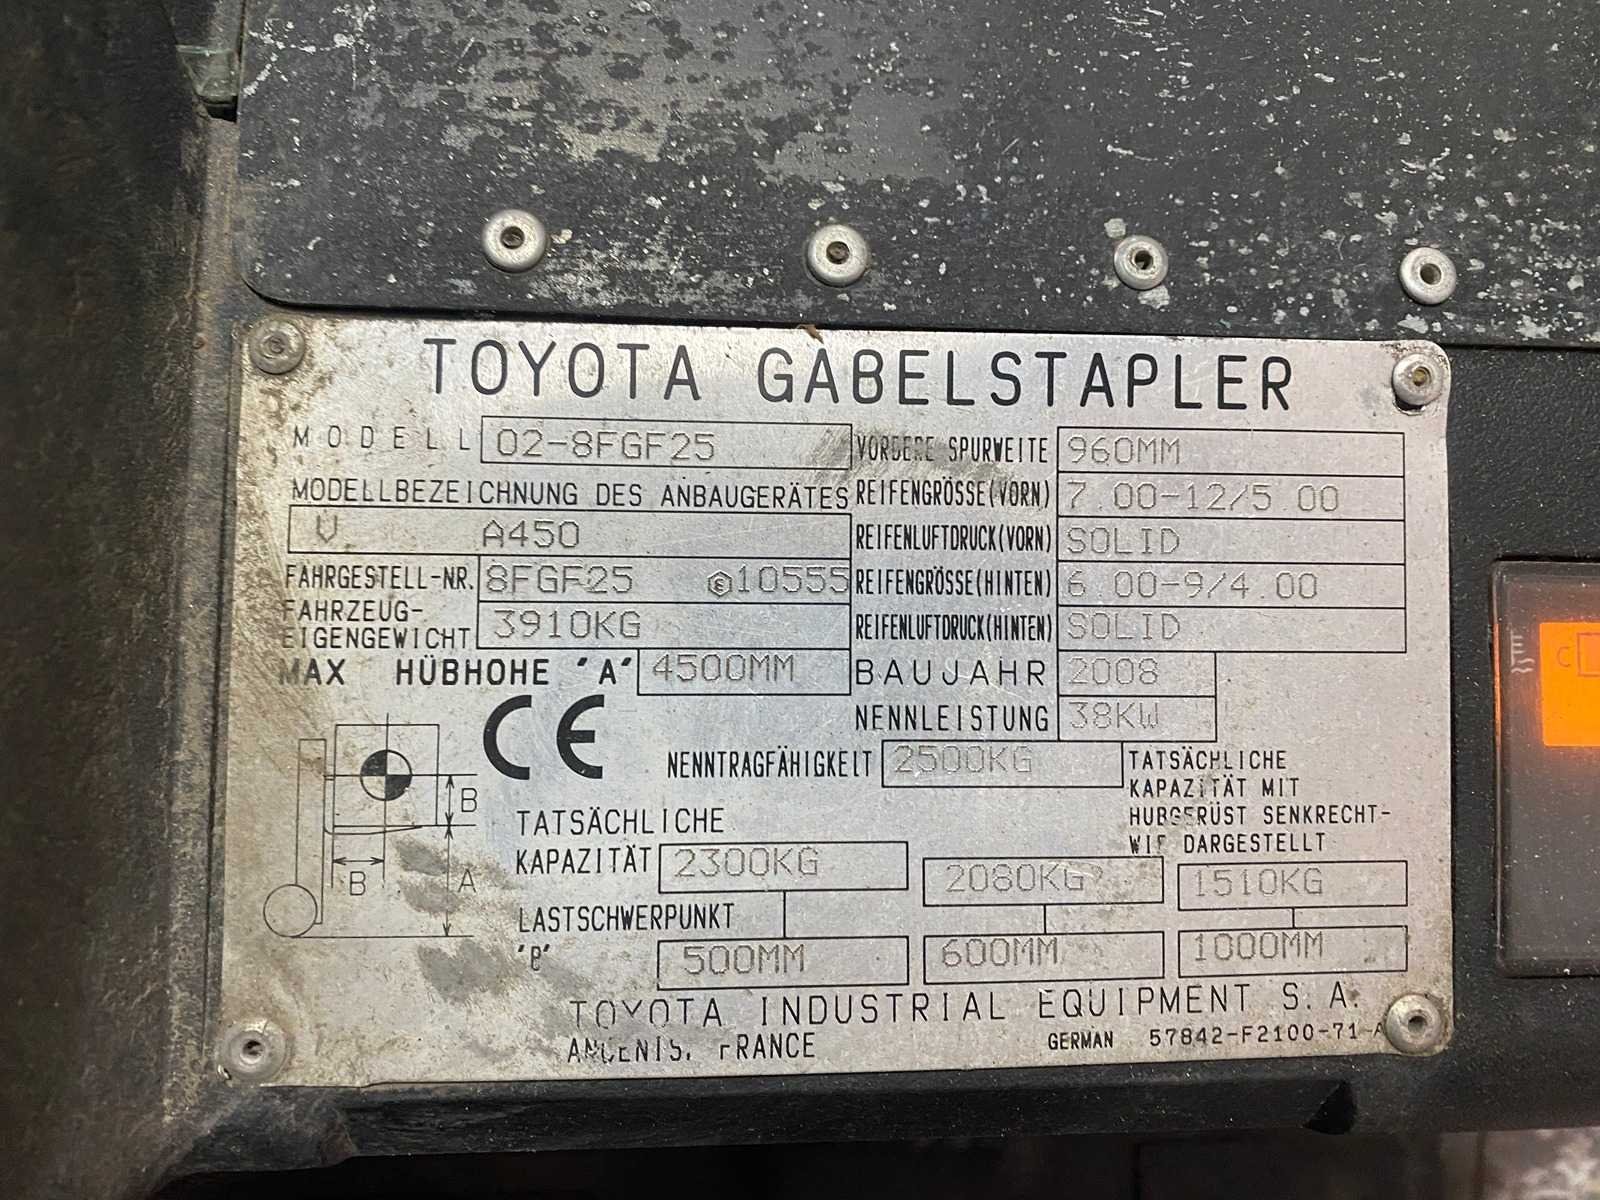 TOYOTA GABELSTAPLER
MODELL 02-8FGF25
MODELLBEZEICHNUNG DES ANBAUGERÄTES
V A450
FAHRGESTELL-NR. 8FGF25 E10555
FAHRZEUG-
EIGENGEWICHT 3910KG
MAX HÜBHOHE "A" 4500MM
VORDERE SPURWEITE 960MM
REIFENGRÖSSE(VORN) 7.00-12/5.00
REIFENLUFTDRUCK(VORN) SOLID
REIFENGRÖSSE(HINTEN) 6.00-9/4.00
REIFENLUFTDRUCK(HINTEN) SOLID
BAUJAHR 2008
NENNLEISTUNG 38KW
CE
NENNTRAGFÄHIGKEIT 2500KG
B
B
A
TATSÄCHLICHE
KAPAZITÄT MIT
HUBGERÜST SENKRECHT-
WIE DARGESTELLT
TATSÄCHLICHE
KAPAZITÄT 2300KG 2080KG 1510KG
LASTSCHWERPUNKT
500MM 600MM 1000MM
TOYOTA INDUSTRIAL EQUIPMENT S.A.
ANCENIS, FRANCE
GERMAN 57842-F2100-71-A
E
C